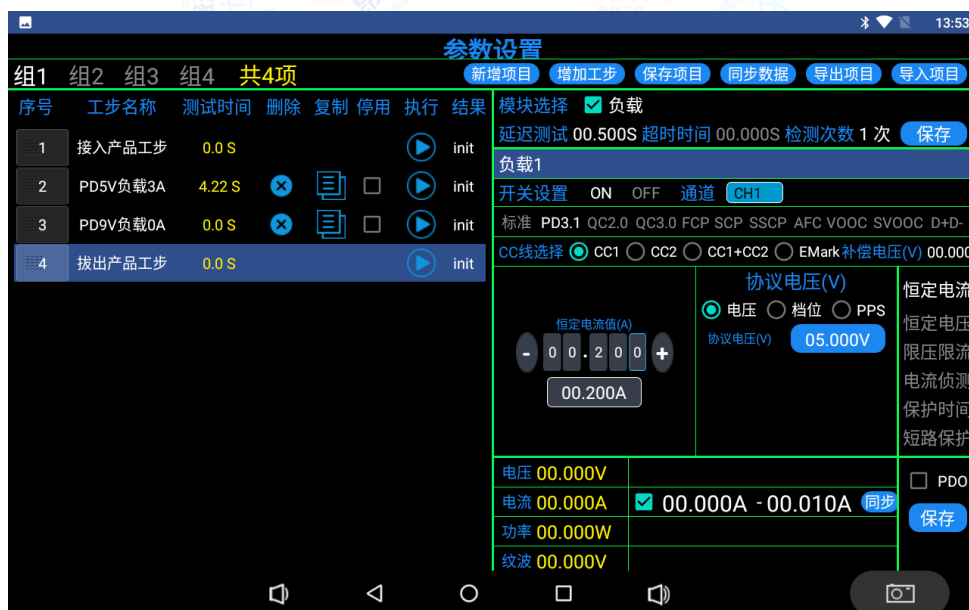 13:53
参数设置
组1 组2 组3 组4 共4项 新增项目 增加工步 保存项目 同步数据 导出项目 导入项目
序号 工步名称 测试时间 删除 复制 停用 执行 结果
1 接入产品工步 0.0 S init
2 PD5V负载3A 4.22 S init
3 PD9V负载0A 0.0 S init
4 拔出产品工步 0.0 S init
模块选择 负载
延迟测试 00.500S 超时时间 00.000S 检测次数 1 次 保存
负载1
开关设置 ON OFF 通道 CH1
标准 PD3.1 QC2.0 QC3.0 FCP SCP SSCP AFC VOOC SVOOC D+D-
CC线选择 CC1 CC2 CC1+CC2 EMark 补偿电压(V) 00.000
恒定电流值(A)
- 0 0 . 2 0 0 +
00.200A
协议电压(V)
电压 档位 PPS
协议电压(V) 05.000V
恒定电流
恒定电压
限压限流
电流侦测
保护时间
短路保护
电压 00.000V
电流 00.000A 00.000A - 00.010A 同步
功率 00.000W
纹波 00.000V
PDO
保存